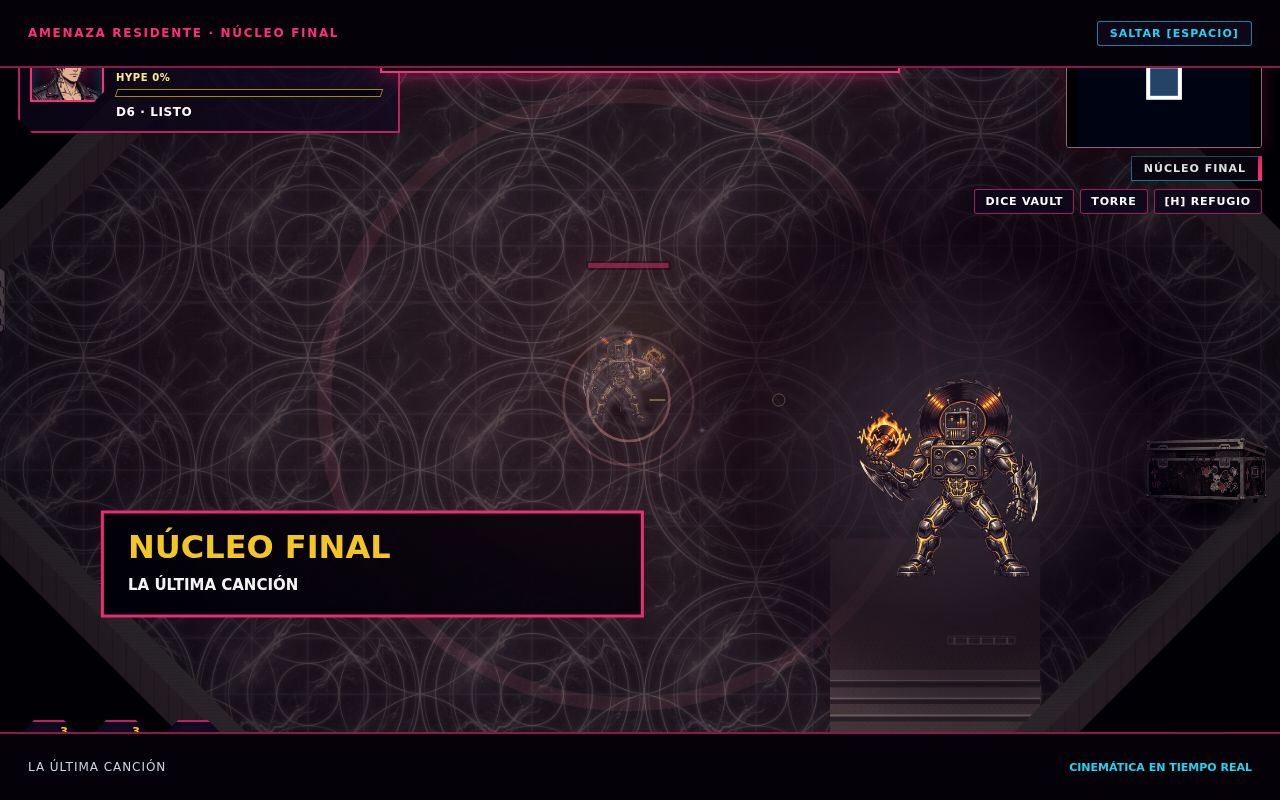 AMENAZA RESIDENTE · NÚCLEO FINAL
SALTAR [ESPACIO]
HYPE 0%
D6 · LISTO
NÚCLEO FINAL
DICE VAULT
TORRE
[H] REFUGIO
NÚCLEO FINAL
LA ÚLTIMA CANCIÓN
3
3
LA ÚLTIMA CANCIÓN
CINEMÁTICA EN TIEMPO REAL